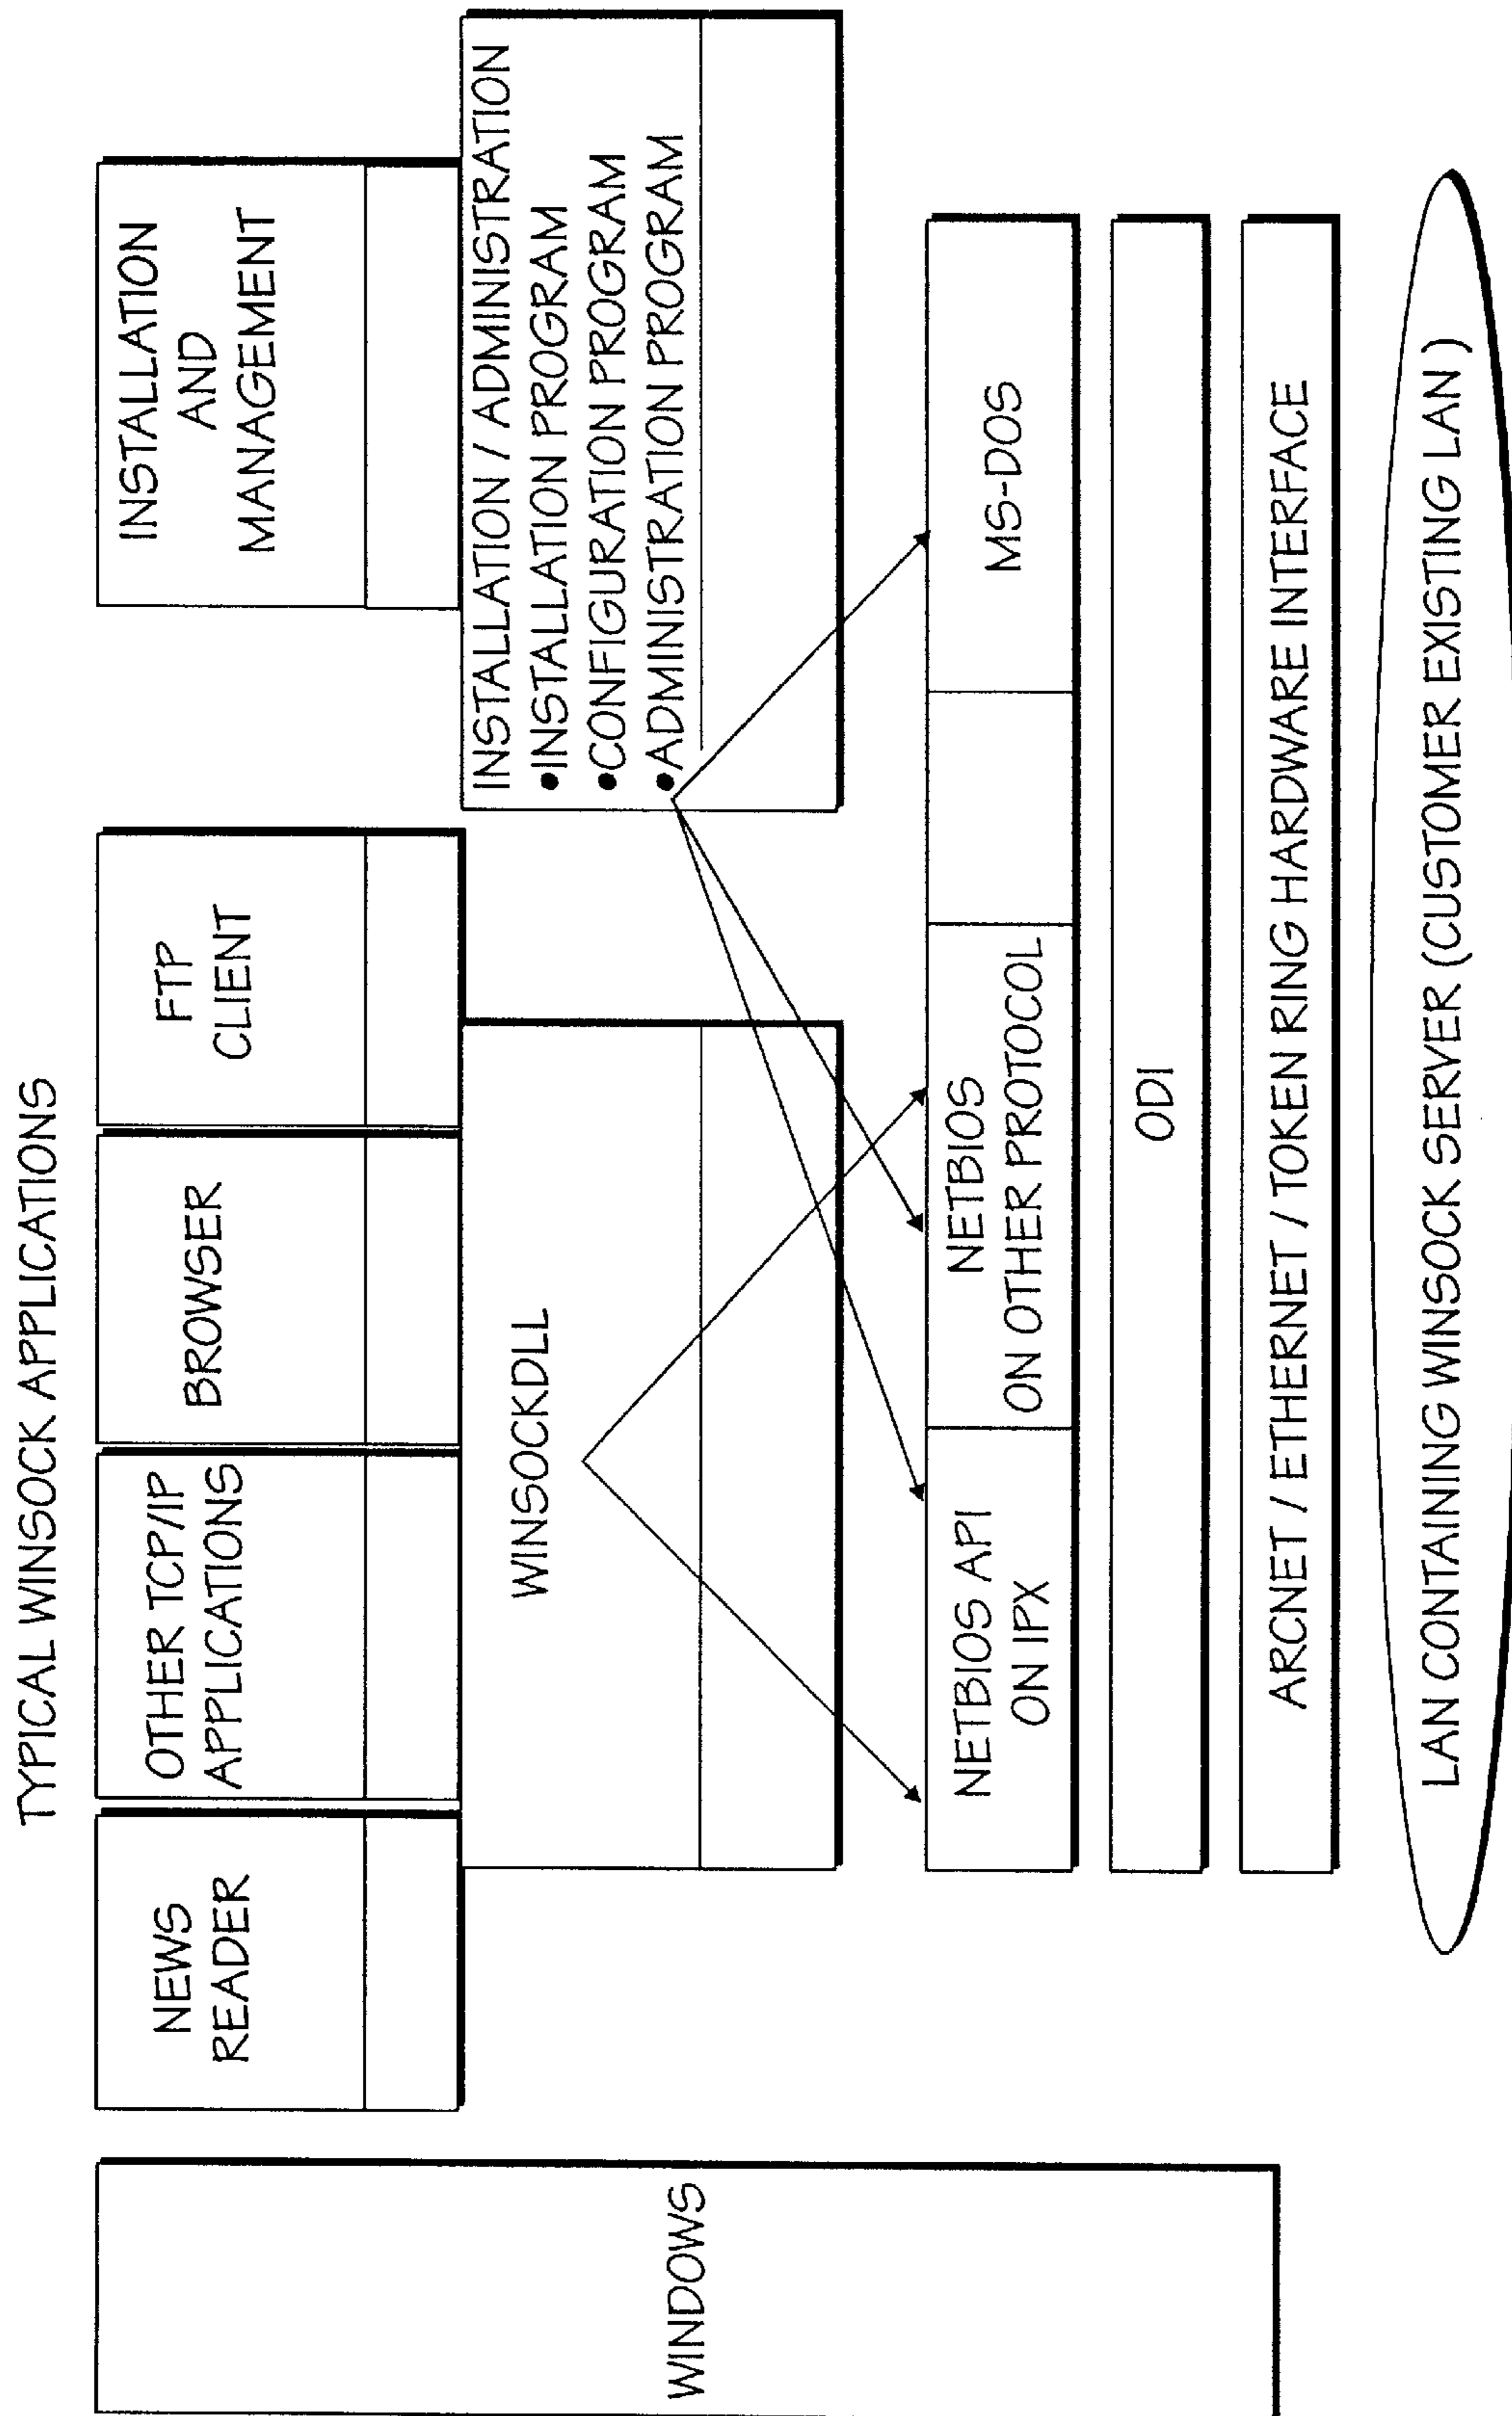 TYPICAL WINSOCK APPLICATIONS
WINDOWS
NEWS
READER
OTHER TCP/IP
APPLICATIONS
BROWSER
FTP
CLIENT
INSTALLATION
AND
MANAGEMENT
WINSOCKDLL
INSTALLATION / ADMINISTRATION
•INSTALLATION PROGRAM
•CONFIGURATION PROGRAM
•ADMINISTRATION PROGRAM
NETBIOS API
ON IPX
NETBIOS
ON OTHER PROTOCOL
MS-DOS
ODI
ARCNET / ETHERNET / TOKEN RING HARDWARE INTERFACE
LAN CONTAINING WINSOCK SERVER (CUSTOMER EXISTING LAN)